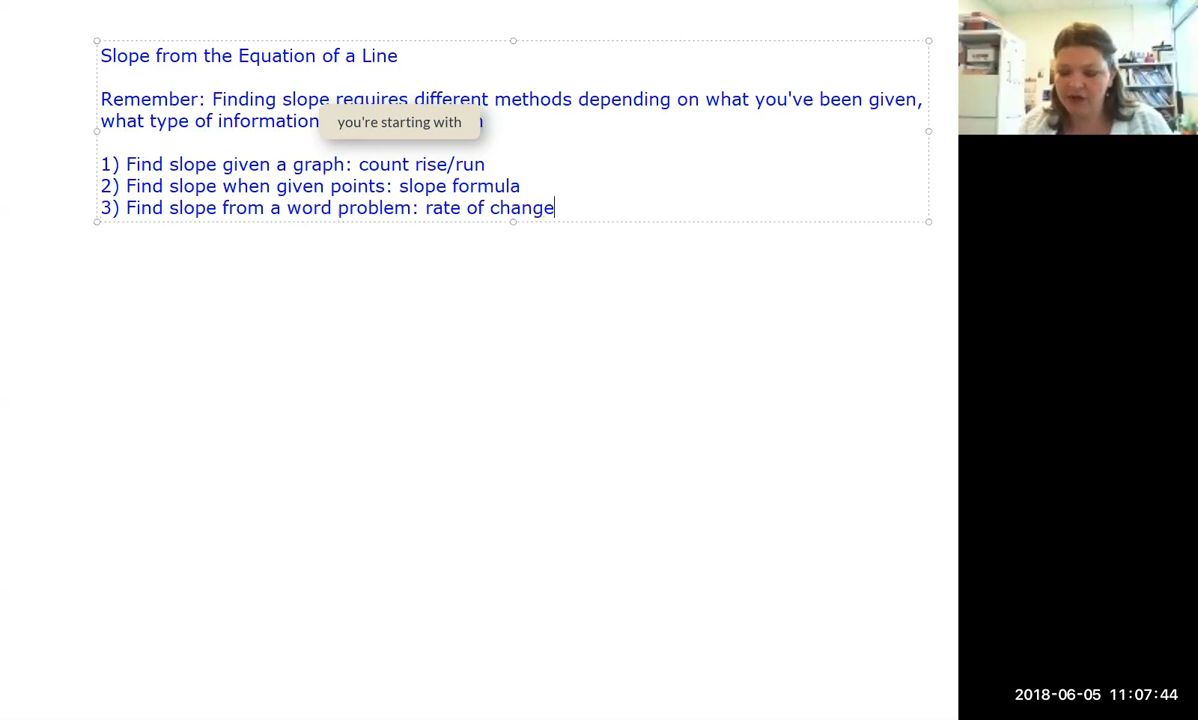 Slope from the Equation of a Line
Remember: Finding slope requires different methods depending on what you've been given,
what type of information
you're starting with
1) Find slope given a graph: count rise/run
2) Find slope when given points: slope formula
3) Find slope from a word problem: rate of change
2018-06-05 11:07:44